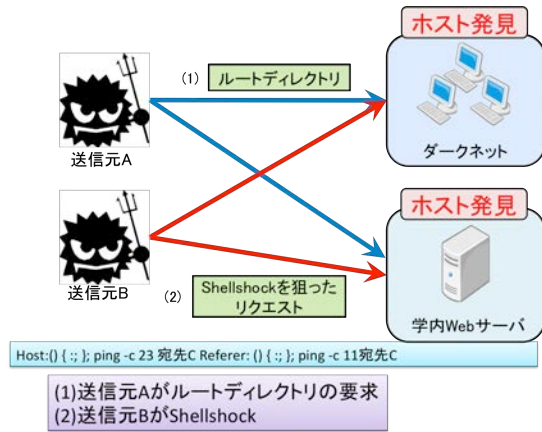 ホスト発見
(1) ルートディレクトリ
送信元A
ダークネット
ホスト発見
送信元B
(2) Shellshockを狙った
リクエスト
学内Webサーバ
Host:() { :; }; ping -c 23 宛先C Referer: () { :; }; ping -c 11宛先C
(1)送信元Aがルートディレクトリの要求
(2)送信元BがShellshock